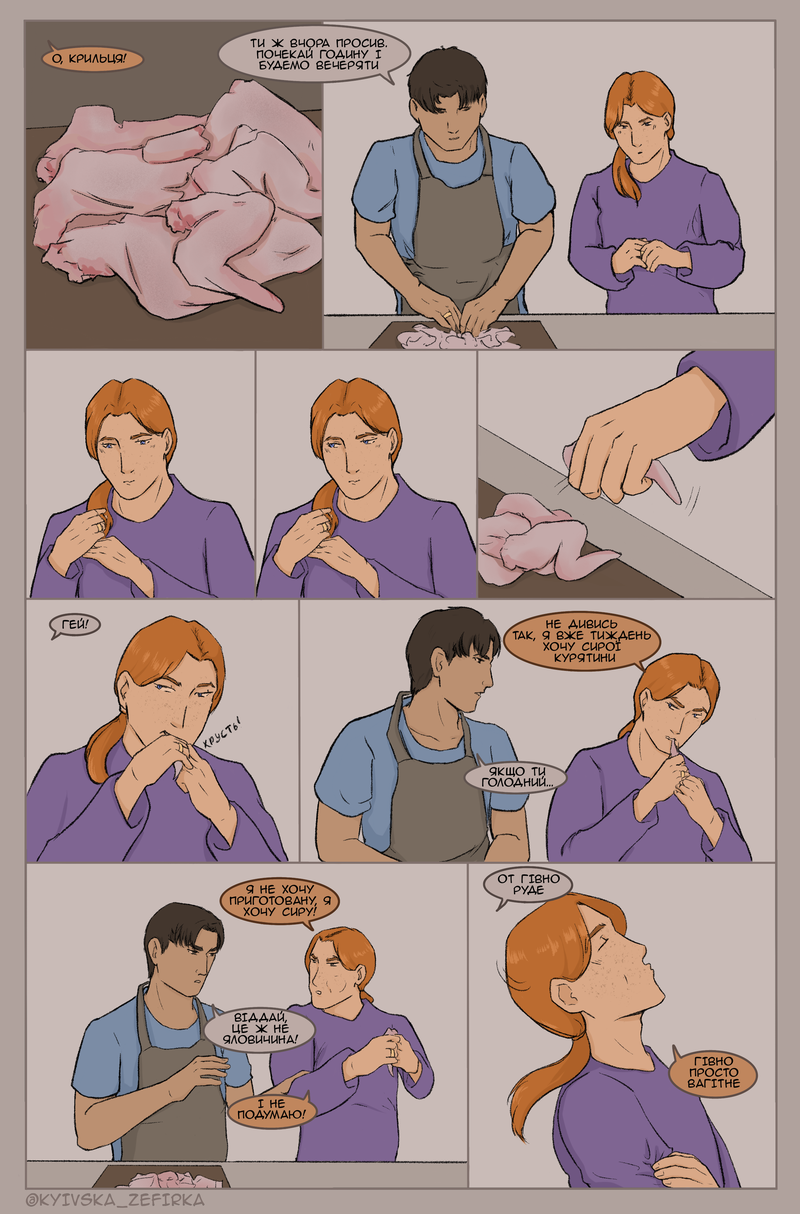 О, КРИЛЬЦЯ!
ТИ Ж ВЧОРА ПРОСИВ.
ПОЧЕКАЙ ГОДИНУ І
БУДЕМО ВЕЧЕРЯТИ
ГЕЙ!
ХРУСТЬ!
НЕ ДИВИСЬ
ТАК, Я ВЖЕ ТИЖДЕНЬ
ХОЧУ СИРОЇ
КУРЯТИНИ
ЯКЩО ТИ
ГОЛОДНИЙ...
Я НЕ ХОЧУ
ПРИГОТОВАНУ, Я
ХОЧУ СИРУ!
ВІДДАЙ,
ЦЕ Ж НЕ
ЯЛОВИЧИНА!
І НЕ
ПОДУМАЮ!
ОТ ГІВНО
РУДЕ
ГІВНО
ПРОСТО
ВАГІТНЕ
@KYIVSKA_ZEFIRKA